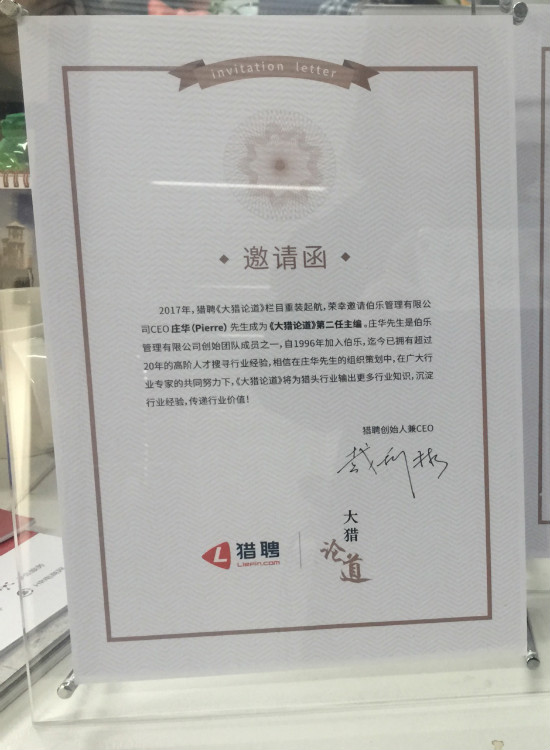 invitation letter
邀请函
2017年，猎聘《大猎论道》栏目重装起航，荣幸邀请伯乐管理有限公
司CEO 庄华（Pierre）先生成为《大猎论道》第二任主编。庄华先生是伯乐
管理有限公司创始团队成员之一，自1996年加入伯乐，迄今已拥有超过
20年的高阶人才搜寻行业经验，相信在庄华先生的组织策划中，在广大行
业专家的共同努力下，《大猎论道》将为猎头行业输出更多行业知识，沉淀
行业经验，传递行业价值！
猎聘创始人兼CEO
戴科彬
猎聘
Liepin.com
大猎
论道